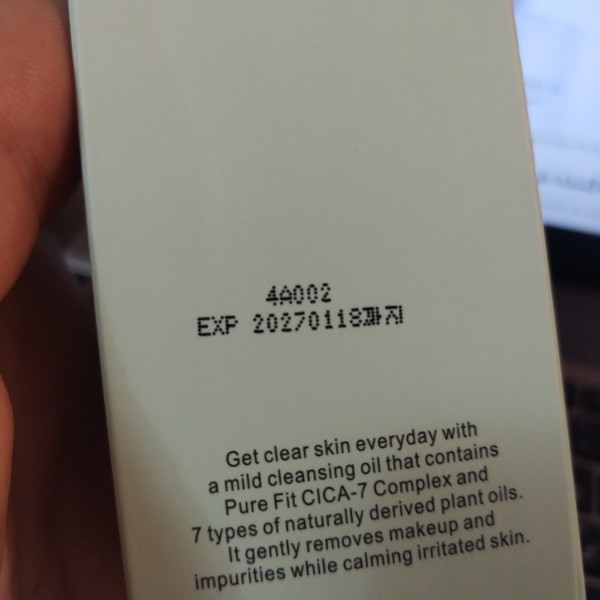 4A002
EXP 20270118까지
Get clear skin everyday with
a mild cleansing oil that contains
Pure Fit CICA-7 Complex and
7 types of naturally derived plant oils.
It gently removes makeup and
impurities while calming irritated skin.